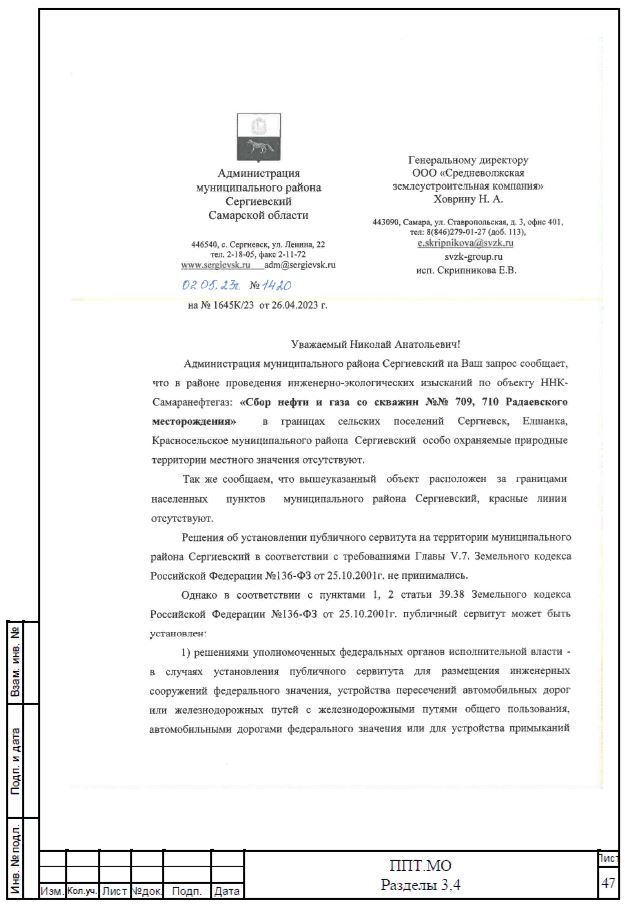 Администрация
муниципального района
Сергиевский
Самарской области
446540, с. Сергиевск, ул. Ленина, 22
тел. 2-18-05, факс 2-11-72
www.sergievsk.ru adm@sergievsk.ru
02.05.23г. №1420
на № 1645К/23 от 26.04.2023 г.
Генеральному директору
ООО «Средневолжская
землеустроительная компания»
Ховрину Н. А.
443090, Самара, ул. Ставропольская, д. 3, офис 401,
тел: 8(846)279-01-27 (доб. 113),
e.skripnikova@svzk.ru
svzk-group.ru
исп. Скрипникова Е.В.
Уважаемый Николай Анатольевич!
Администрация муниципального района Сергиевский на Ваш запрос сообщает,
что в районе проведения инженерно-экологических изысканий по объекту ННК-
Самаранефтегаз: «Сбор нефти и газа со скважин №№ 709, 710 Радаевского
месторождения» в границах сельских поселений Сергиевск, Елшанка,
Красносельское муниципального района Сергиевский особо охраняемые природные
территории местного значения отсутствуют.
Так же сообщаем, что вышеуказанный объект расположен за границами
населенных пунктов муниципального района Сергиевский, красные линии
отсутствуют.
Решения об установлении публичного сервитута на территории муниципального
района Сергиевский в соответствии с требованиями Главы V.7. Земельного кодекса
Российской Федерации №136-ФЗ от 25.10.2001г. не принимались.
Однако в соответствии с пунктами 1, 2 статьи 39.38 Земельного кодекса
Российской Федерации №136-ФЗ от 25.10.2001г. публичный сервитут может быть
установлен:
1) решениями уполномоченных федеральных органов исполнительной власти -
в случаях установления публичного сервитута для размещения инженерных
сооружений федерального значения, устройства пересечений автомобильных дорог
или железнодорожных путей с железнодорожными путями общего пользования,
автомобильными дорогами федерального значения или для устройства примыканий
Взам. инв. №
Подп. и дата
Инв. № подл.
Изм. Кол.уч. Лист №док. Подп. Дата
ППТ.МО
Разделы 3,4
Лист
47